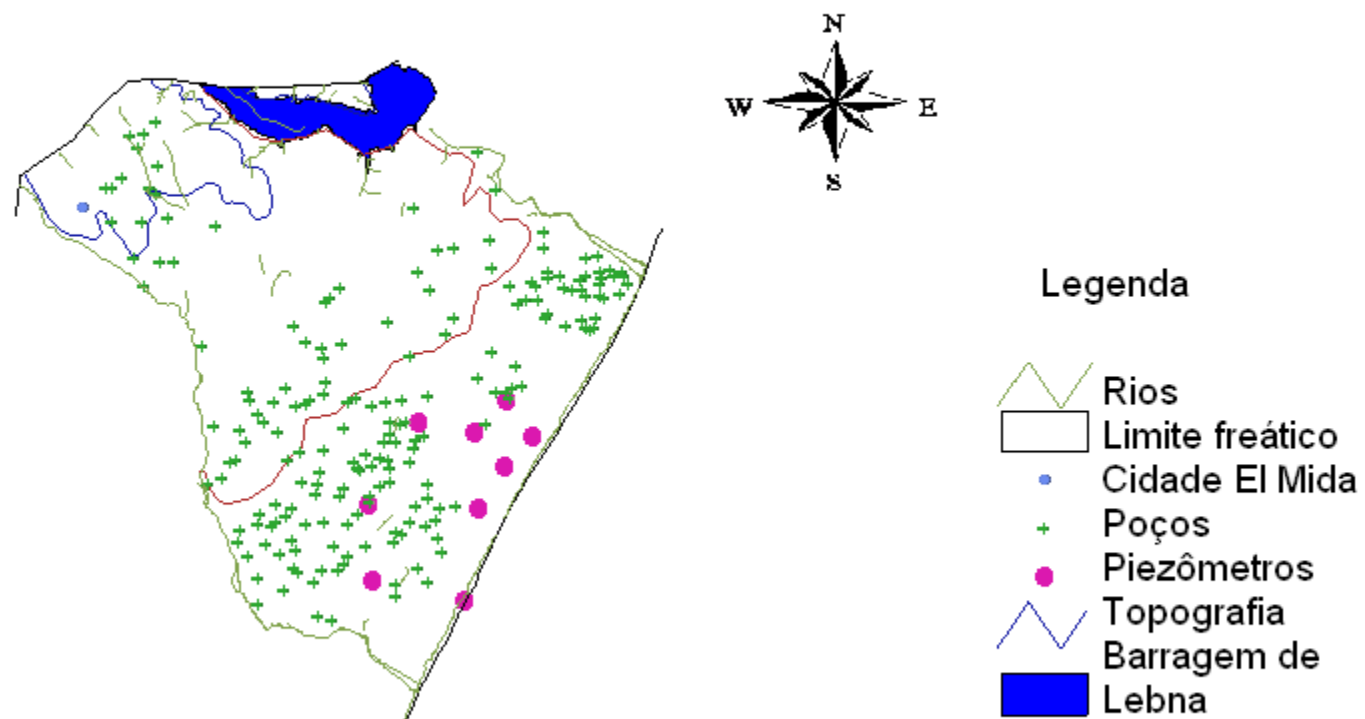 N
W
E
S
Legenda
Rios
Limite freático
Cidade El Mida
Poços
Piezômetros
Topografia
Barragem de
Lebna